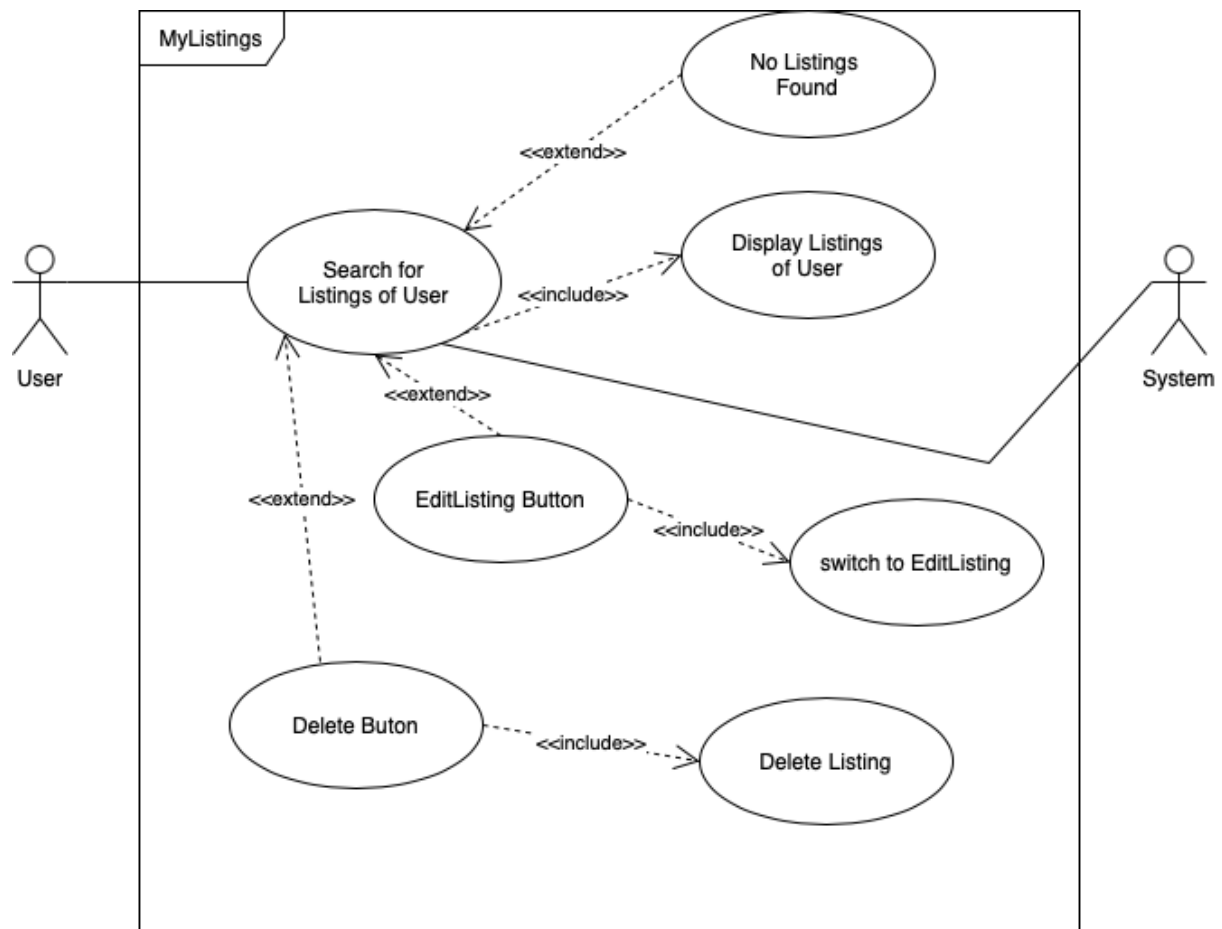 MyListings
No Listings
Found
<<extend>>
Display Listings
of User
Search for
Listings of User
<<include>>
User
System
<<extend>>
EditListing Button
<<extend>>
<<include>>
switch to EditListing
Delete Buton
<<include>>
Delete Listing